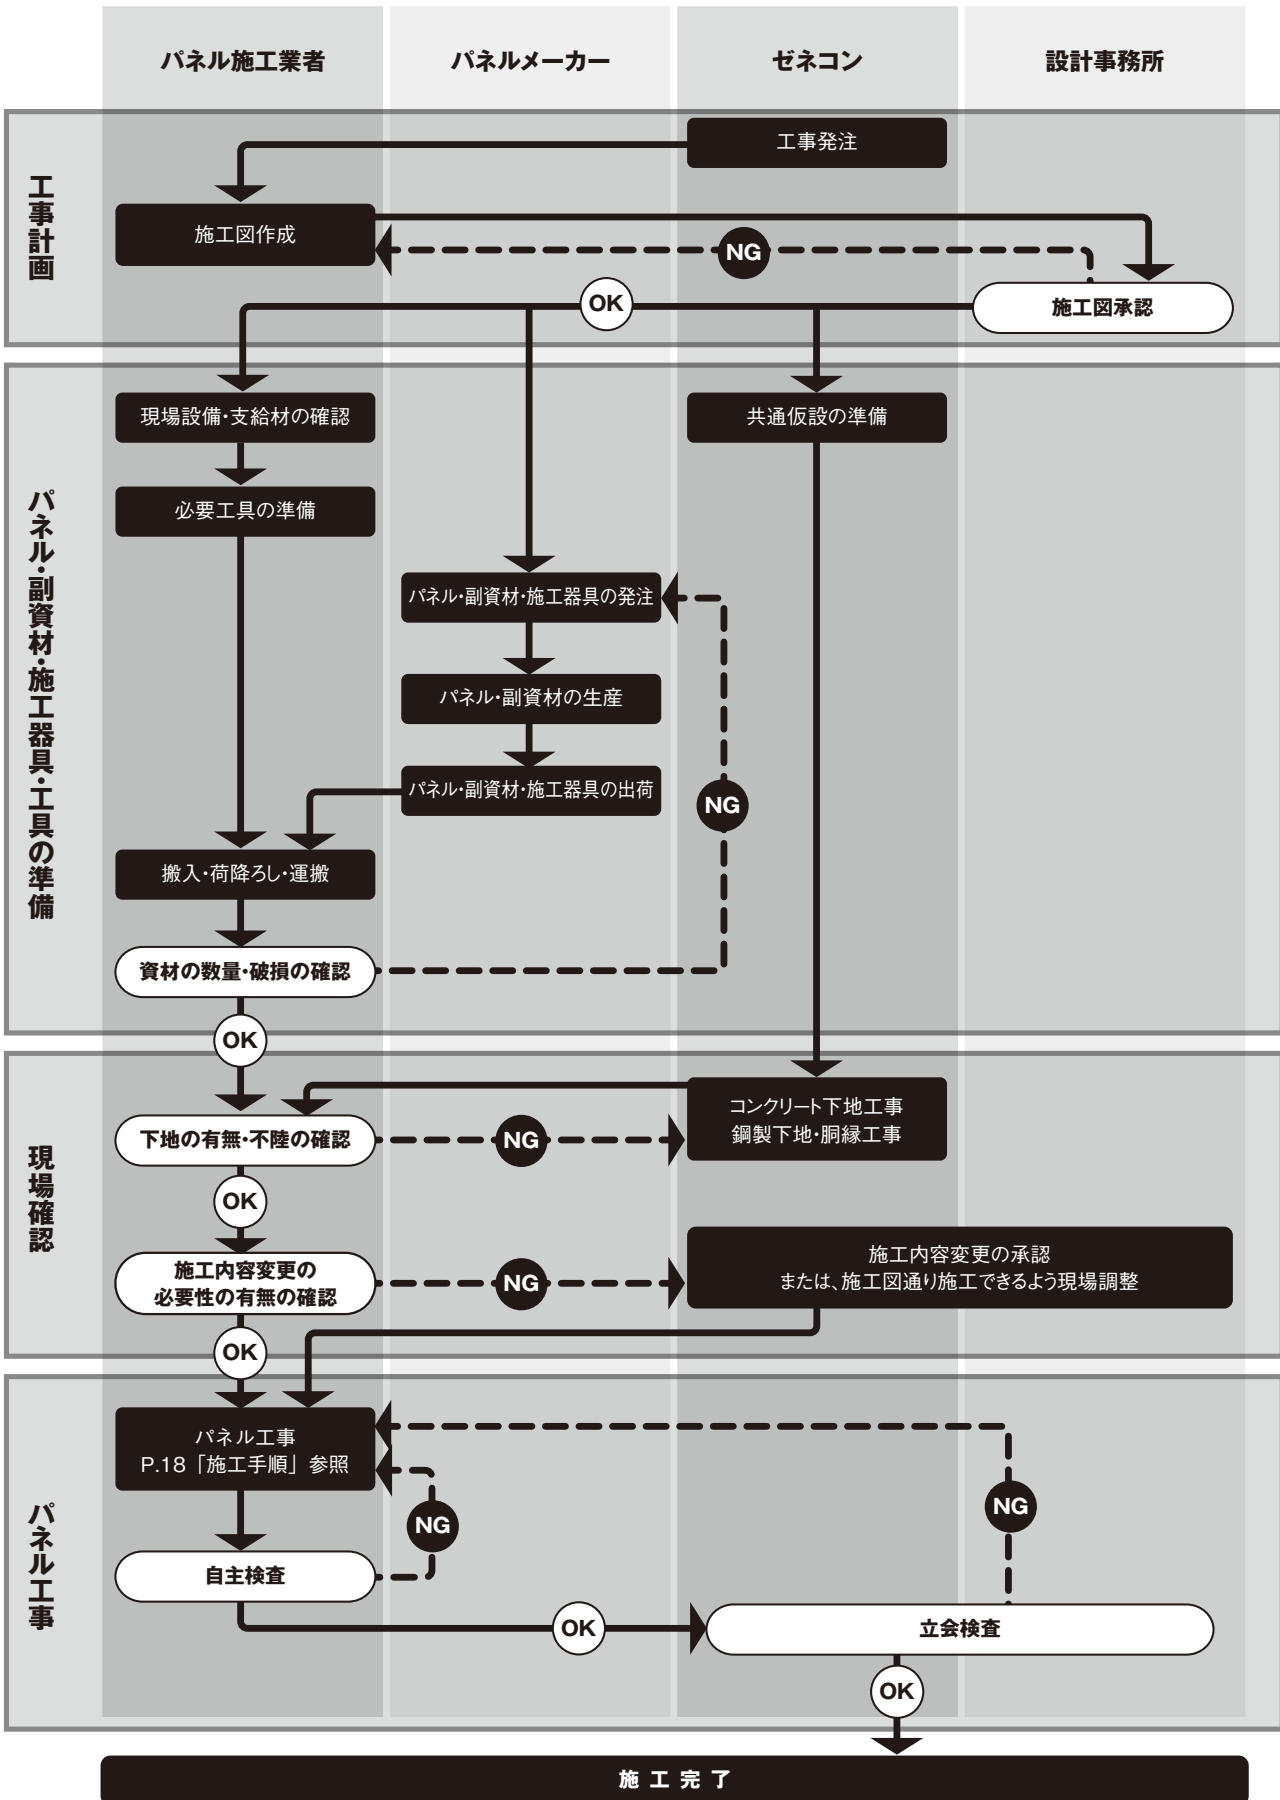 パネル施工業者
パネルメーカー
ゼネコン
設計事務所
工事計画
工事発注
施工図作成
NG
OK
施工図承認
パネル・副資材・施工器具・工具の準備
現場設備・支給材の確認
共通仮設の準備
必要工具の準備
パネル・副資材・施工器具の発注
パネル・副資材の生産
パネル・副資材・施工器具の出荷
NG
搬入・荷降ろし・運搬
資材の数量・破損の確認
OK
現場確認
コンクリート下地工事
鋼製下地・胴縁工事
下地の有無・不陸の確認
NG
OK
施工内容変更の
必要性の有無の確認
NG
施工内容変更の承認
または、施工図通り施工できるよう現場調整
OK
パネル工事
パネル工事
P.18「施工手順」参照
NG
NG
自主検査
OK
立会検査
OK
施工完了